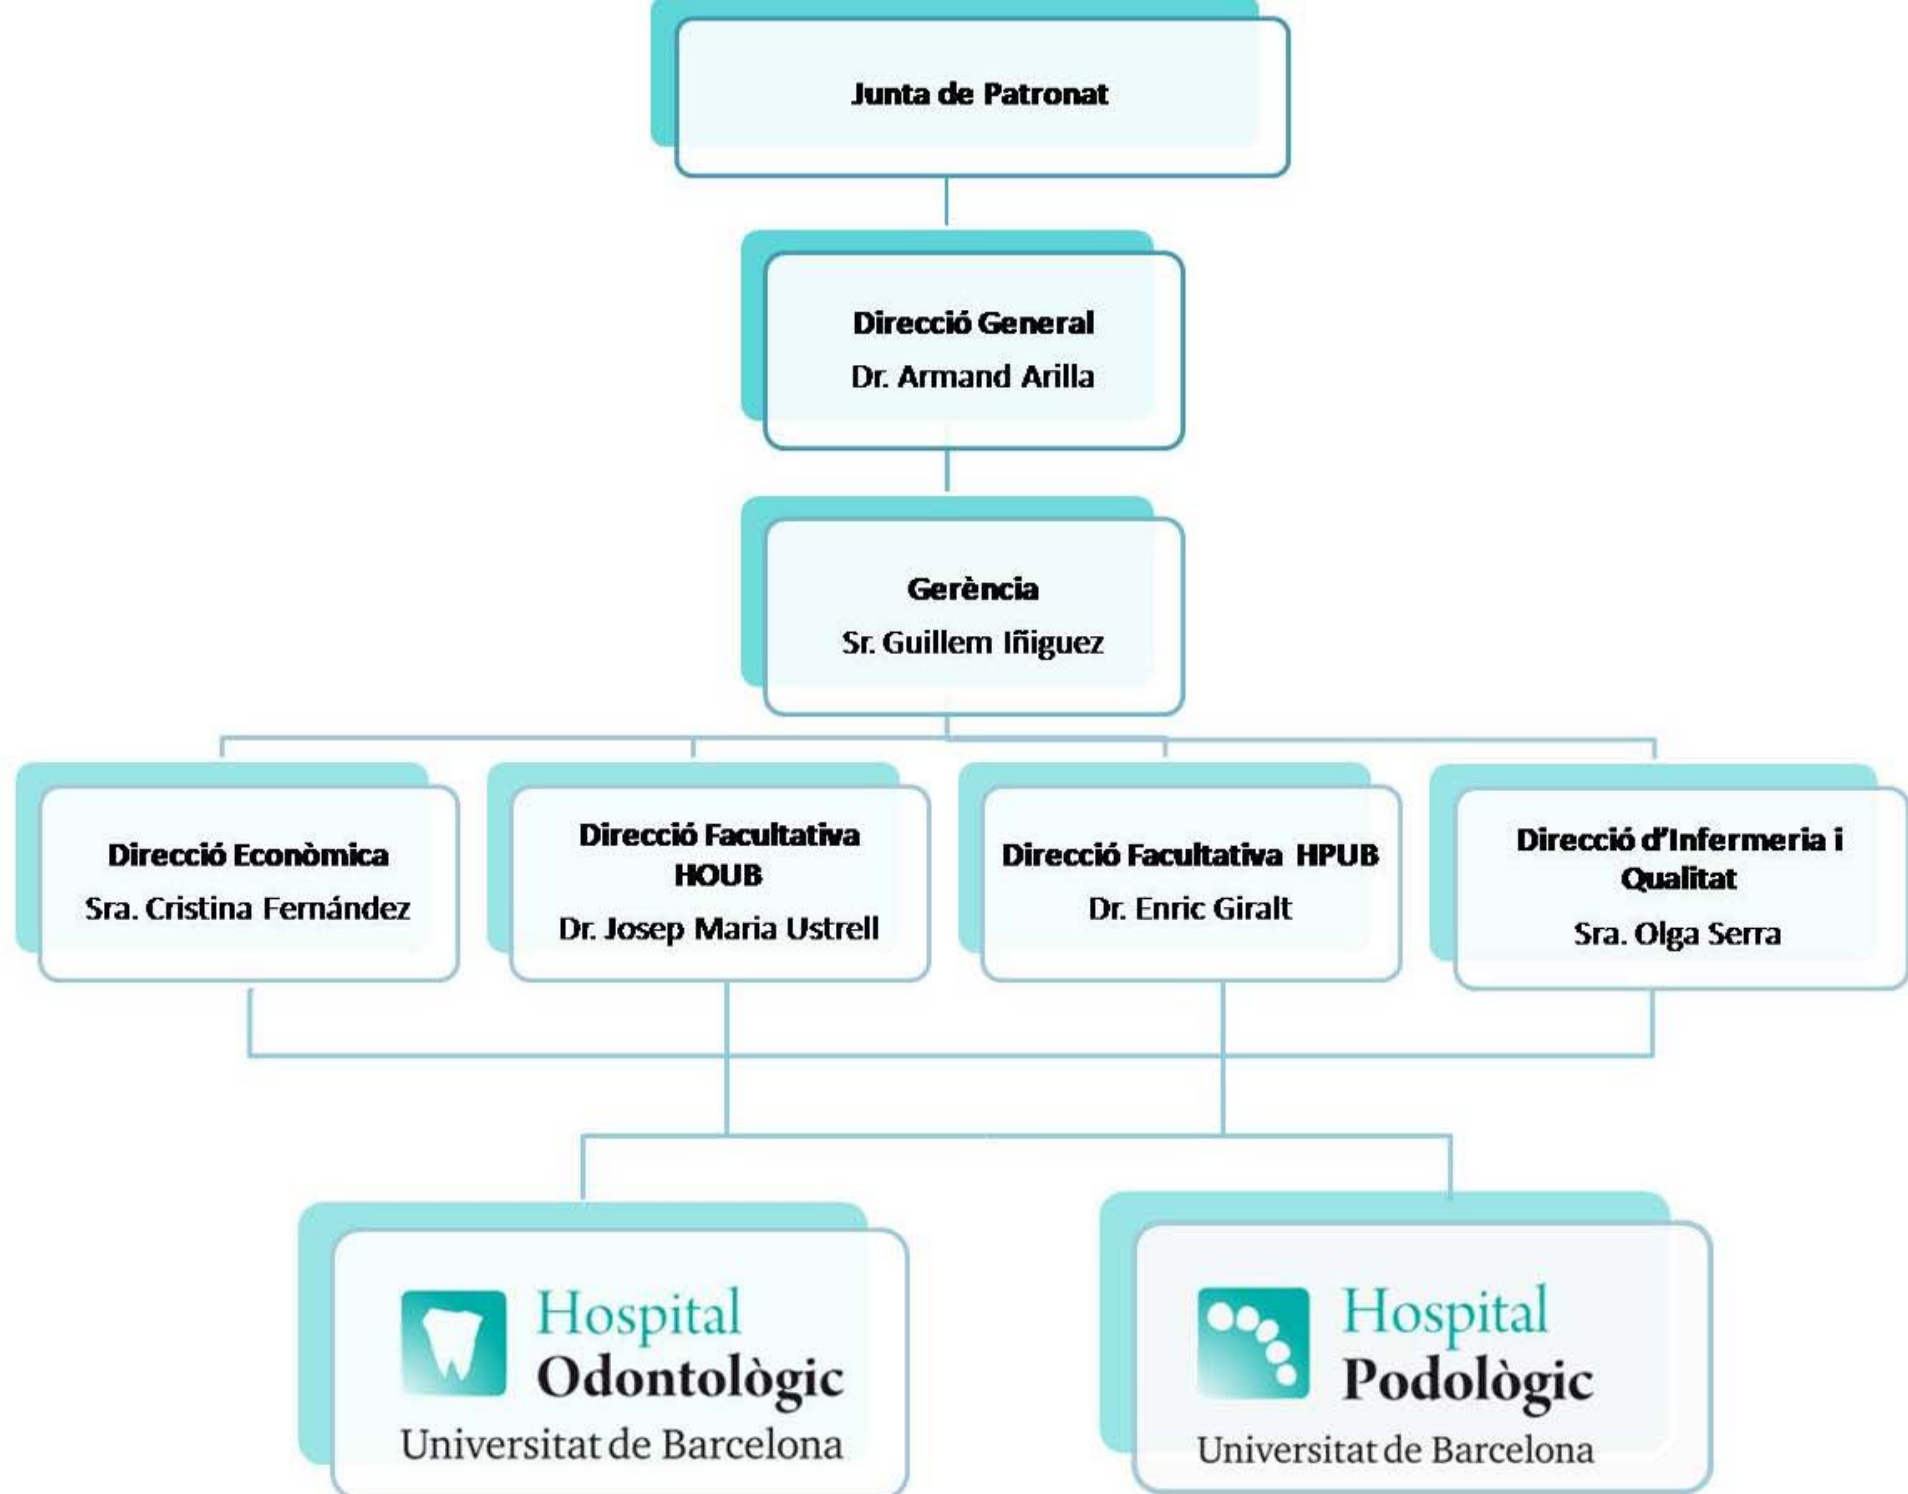 Junta de Patronat
Direcció General
Dr. Armand Arilla
Gerència
Sr. Guillem Iñiguez
Direcció Econòmica
Sra. Cristina Fernández
Direcció Facultativa
HOUB
Dr. Josep Maria Ustrell
Direcció Facultativa HPUB
Dr. Enric Giralt
Direcció d'Infermeria i
Qualitat
Sra. Olga Serra
Hospital
Odontològic
Universitat de Barcelona
Hospital
Podològic
Universitat de Barcelona